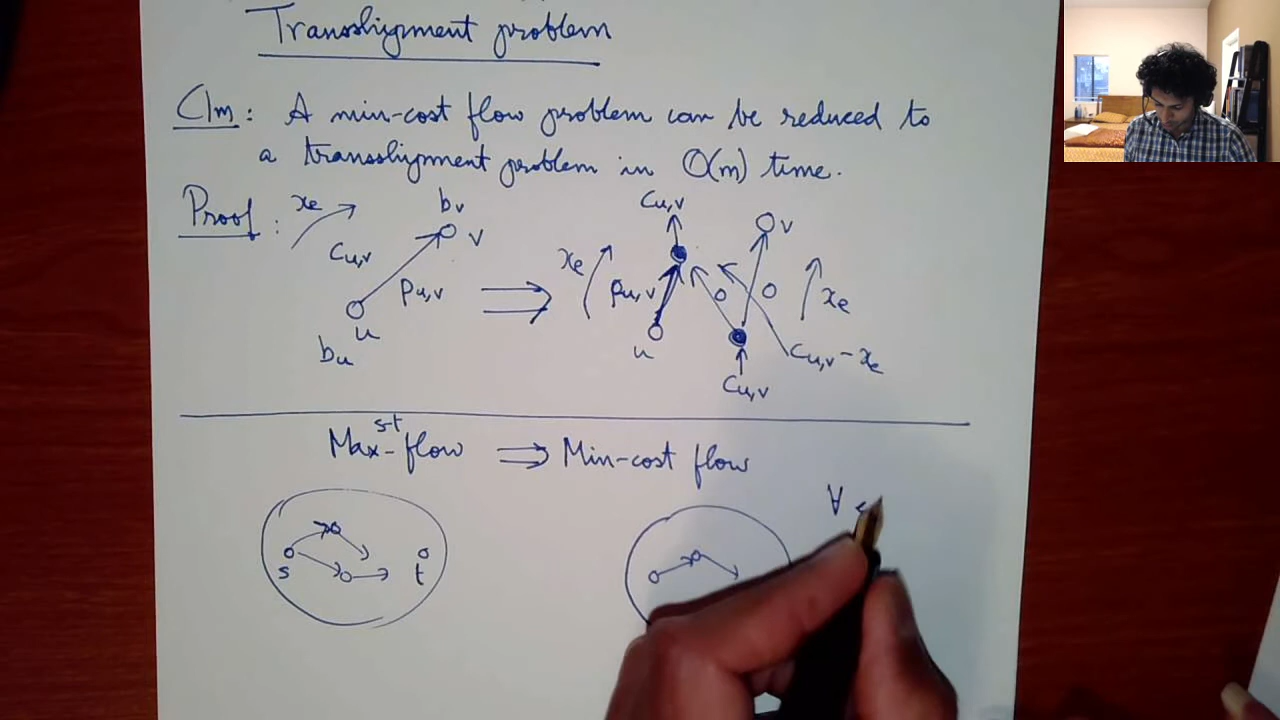 Transshipment problem
Clm: A min-cost flow problem can be reduced to
a transshipment problem in O(m) time.
Proof:
xe
Cu,v
pu,v
bv
v
u
bu
Cu,v
v
xe
pu,v
0
0
xe
u
Cu,v - xe
Cu,v
s-t
Max-flow ⇒ Min-cost flow
s
t
∀ e